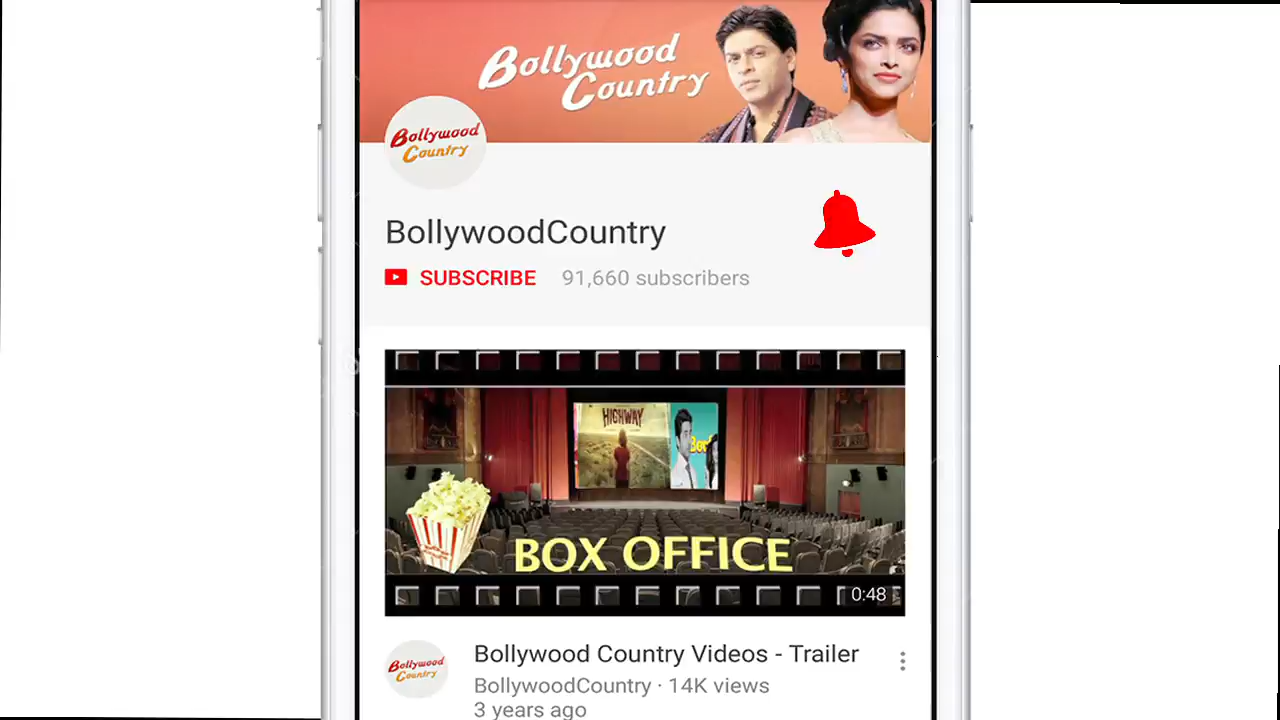 Bollywood
Country
Bollywood
Country
BollywoodCountry
SUBSCRIBE 91,660 subscribers
HIGHWAY
BOX OFFICE
0:48
Bollywood
Country
Bollywood Country Videos - Trailer
BollywoodCountry · 14K views
3 years ago